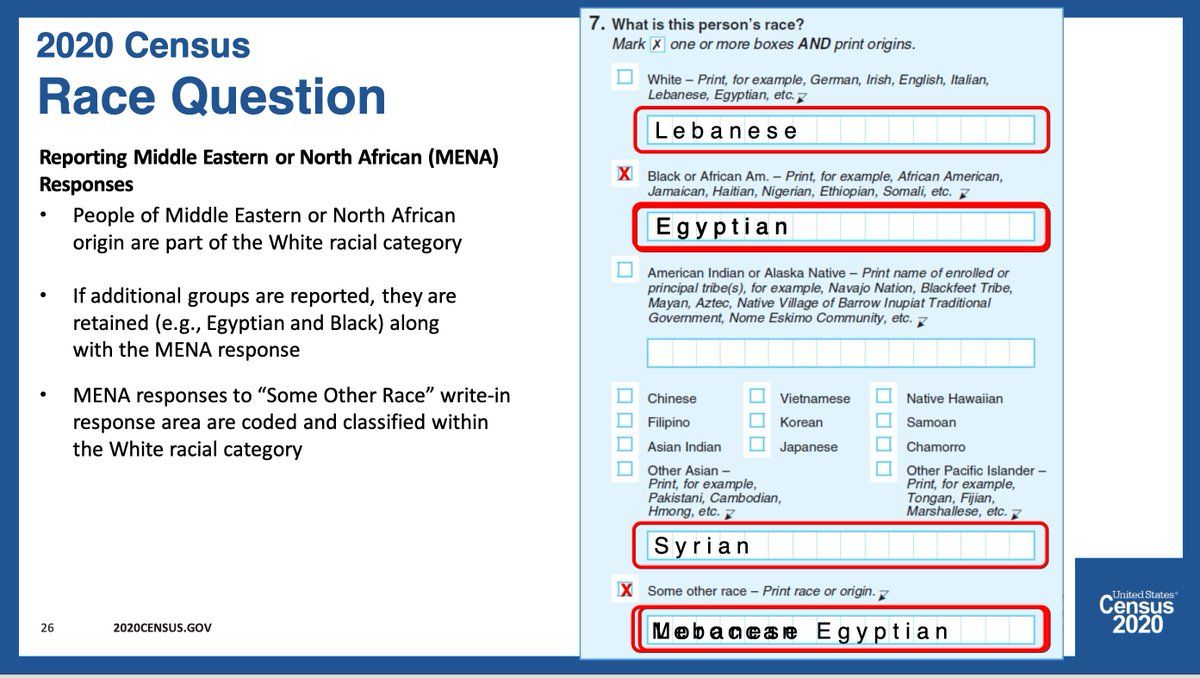 2020 Census
Race Question
Reporting Middle Eastern or North African (MENA)
Responses
• People of Middle Eastern or North African
origin are part of the White racial category
• If additional groups are reported, they are
retained (e.g., Egyptian and Black) along
with the MENA response
• MENA responses to “Some Other Race” write-in
response area are coded and classified within
the White racial category
26 2020CENSUS.GOV
7. What is this person’s race?
Mark X one or more boxes AND print origins.
White – Print, for example, German, Irish, English, Italian,
Lebanese, Egyptian, etc.
Lebanese
X Black or African Am. – Print, for example, African American,
Jamaican, Haitian, Nigerian, Ethiopian, Somali, etc.
Egyptian
American Indian or Alaska Native – Print name of enrolled or
principal tribe(s), for example, Navajo Nation, Blackfeet Tribe,
Mayan, Aztec, Native Village of Barrow Inupiat Traditional
Government, Nome Eskimo Community, etc.
Chinese Vietnamese Native Hawaiian
Filipino Korean Samoan
Asian Indian Japanese Chamorro
Other Asian –
Print, for example,
Pakistani, Cambodian,
Hmong, etc.
Other Pacific Islander –
Print, for example,
Tongan, Fijian,
Marshallese, etc.
Syrian
X Some other race – Print race or origin.
Egyptian
United States®
Census
2020